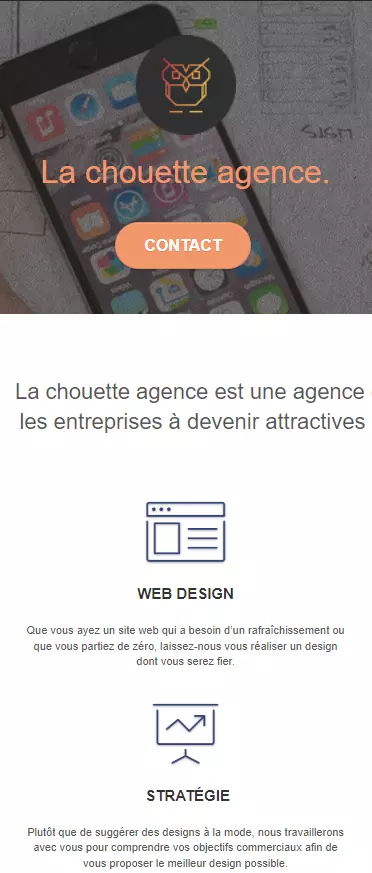 La chouette agence.
CONTACT
La chouette agence est une agence
les entreprises à devenir attractives
WEB DESIGN
Que vous ayez un site web qui a besoin d'un rafraîchissement ou
que vous partiez de zéro, laissez-nous vous réaliser un design
dont vous serez fier.
STRATÉGIE
Plutôt que de suggérer des designs à la mode, nous travaillerons
avec vous pour comprendre vos objectifs commerciaux afin de
vous proposer le meilleur design possible.